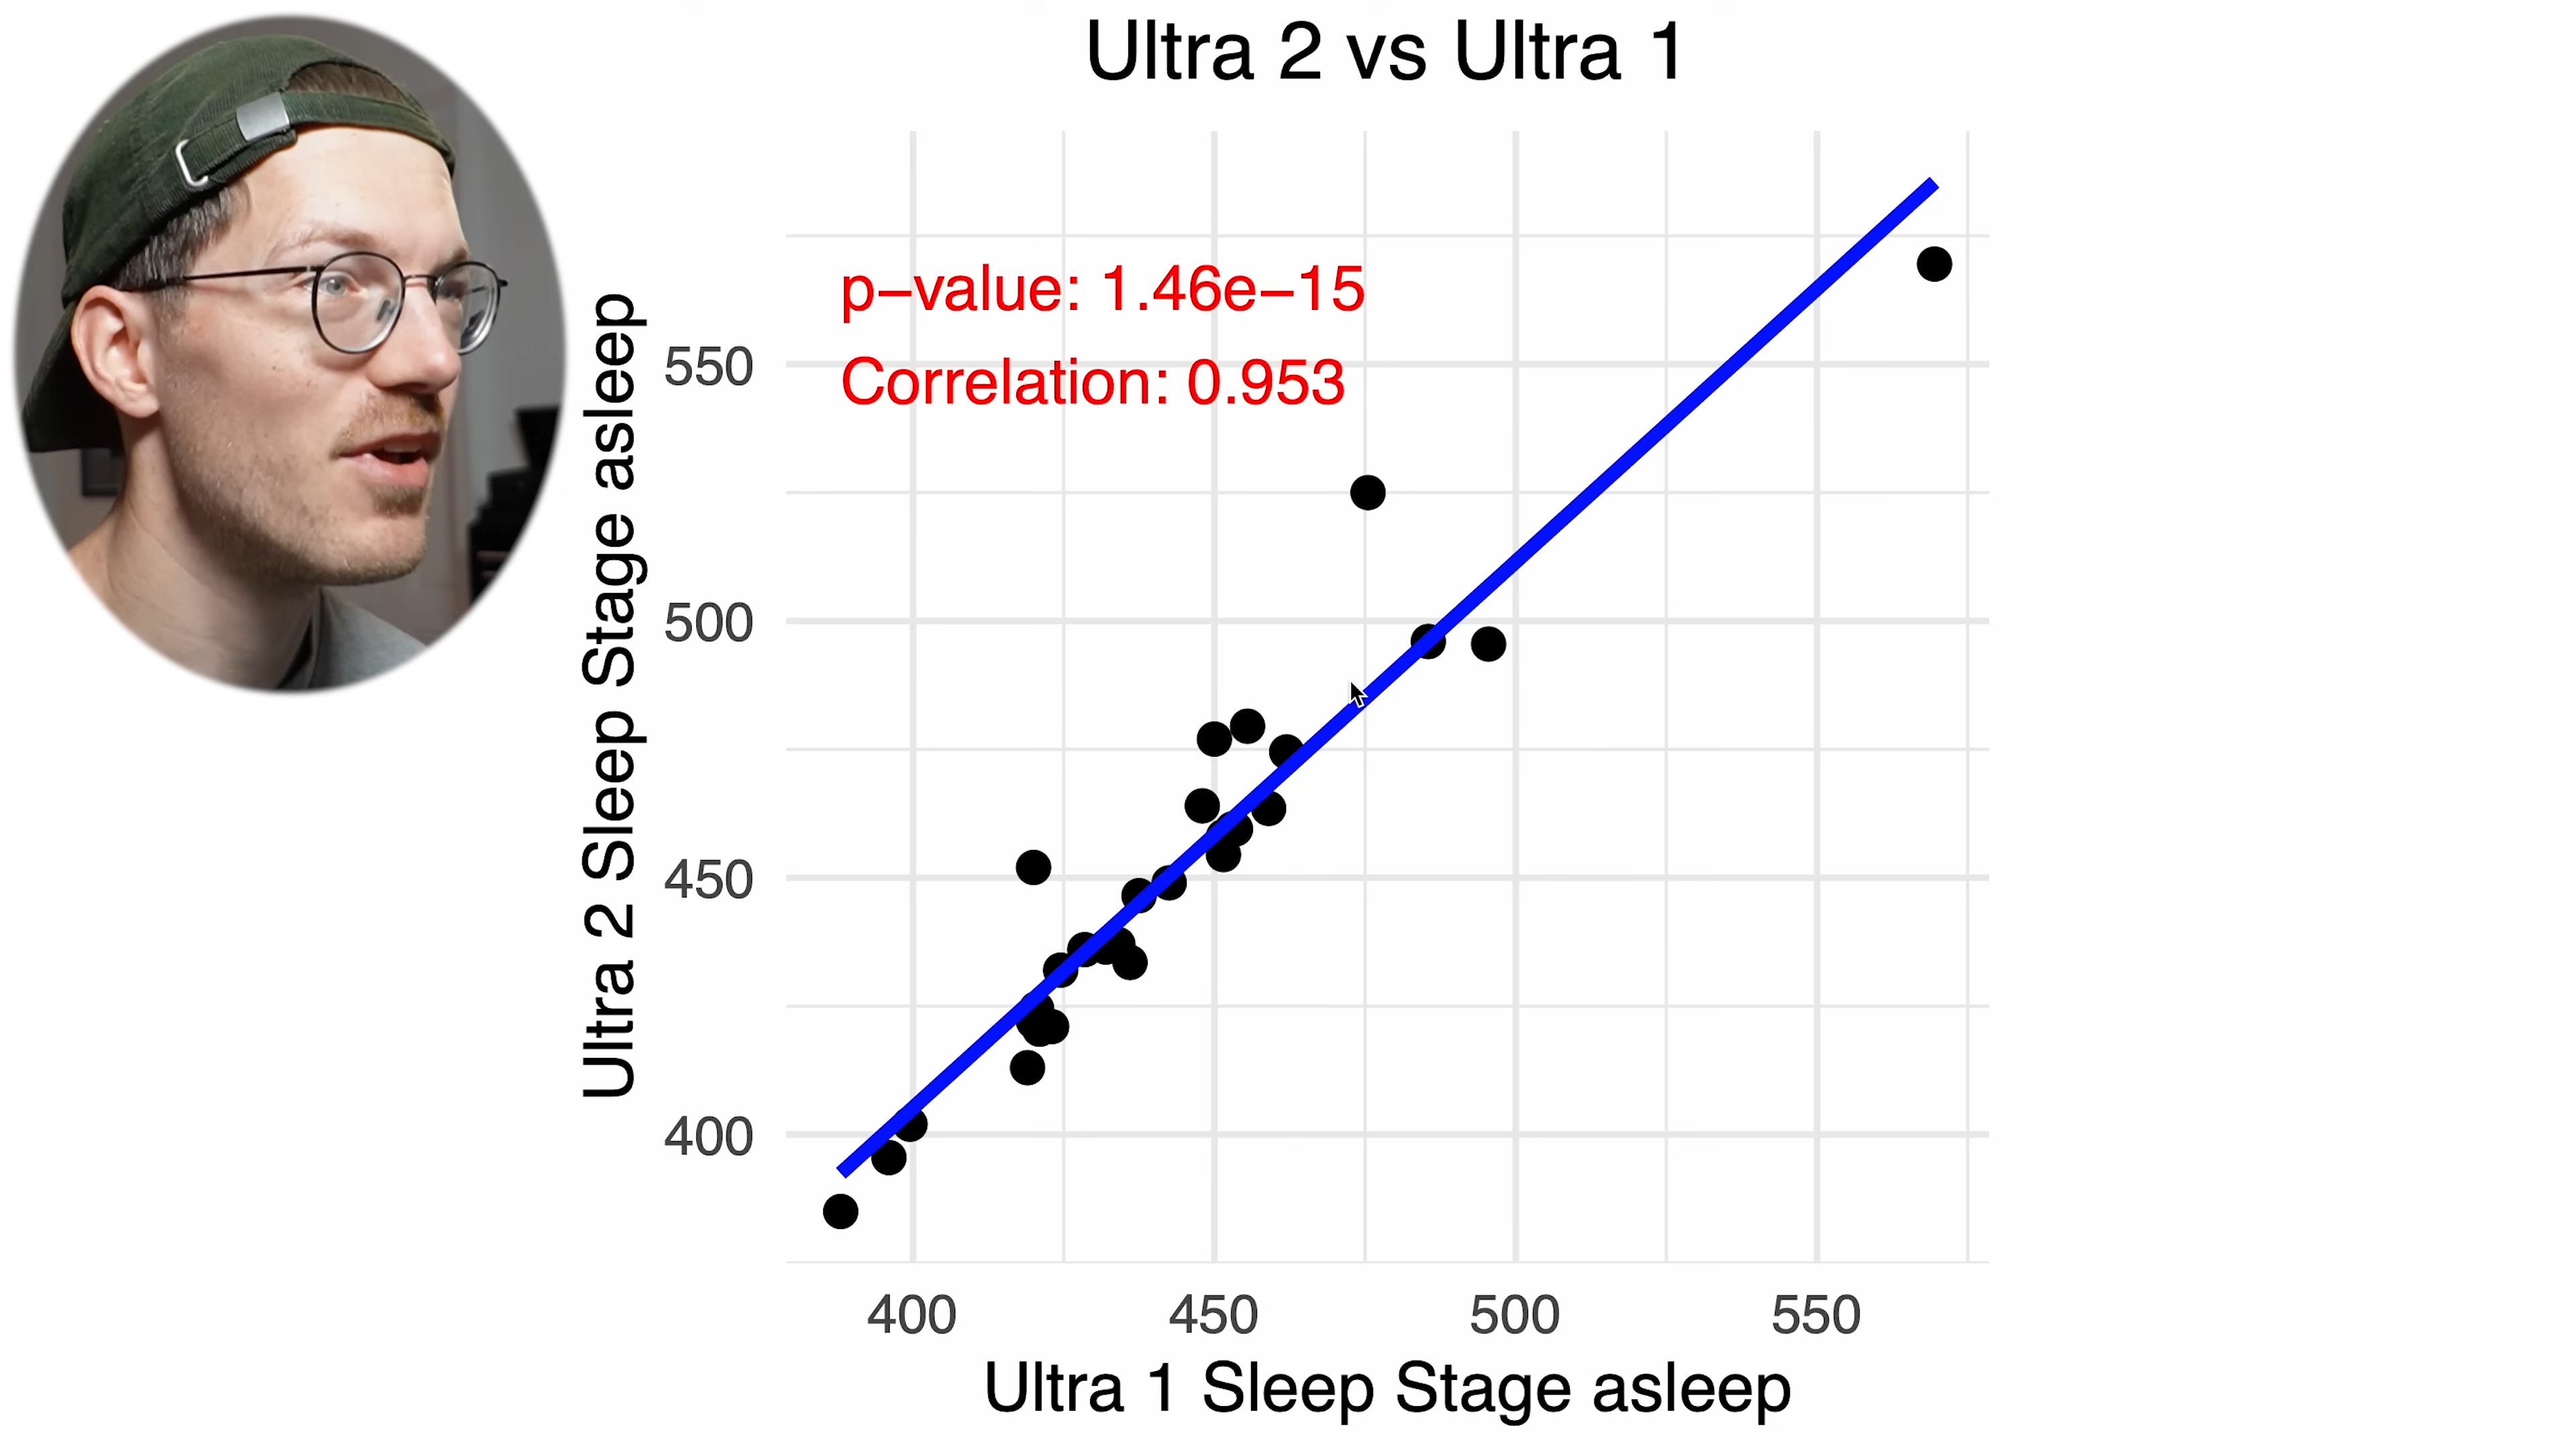 Ultra 2 vs Ultra 1
p−value: 1.46e−15
Correlation: 0.953
Ultra 2 Sleep Stage asleep
550
500
450
400
400 450 500 550
Ultra 1 Sleep Stage asleep